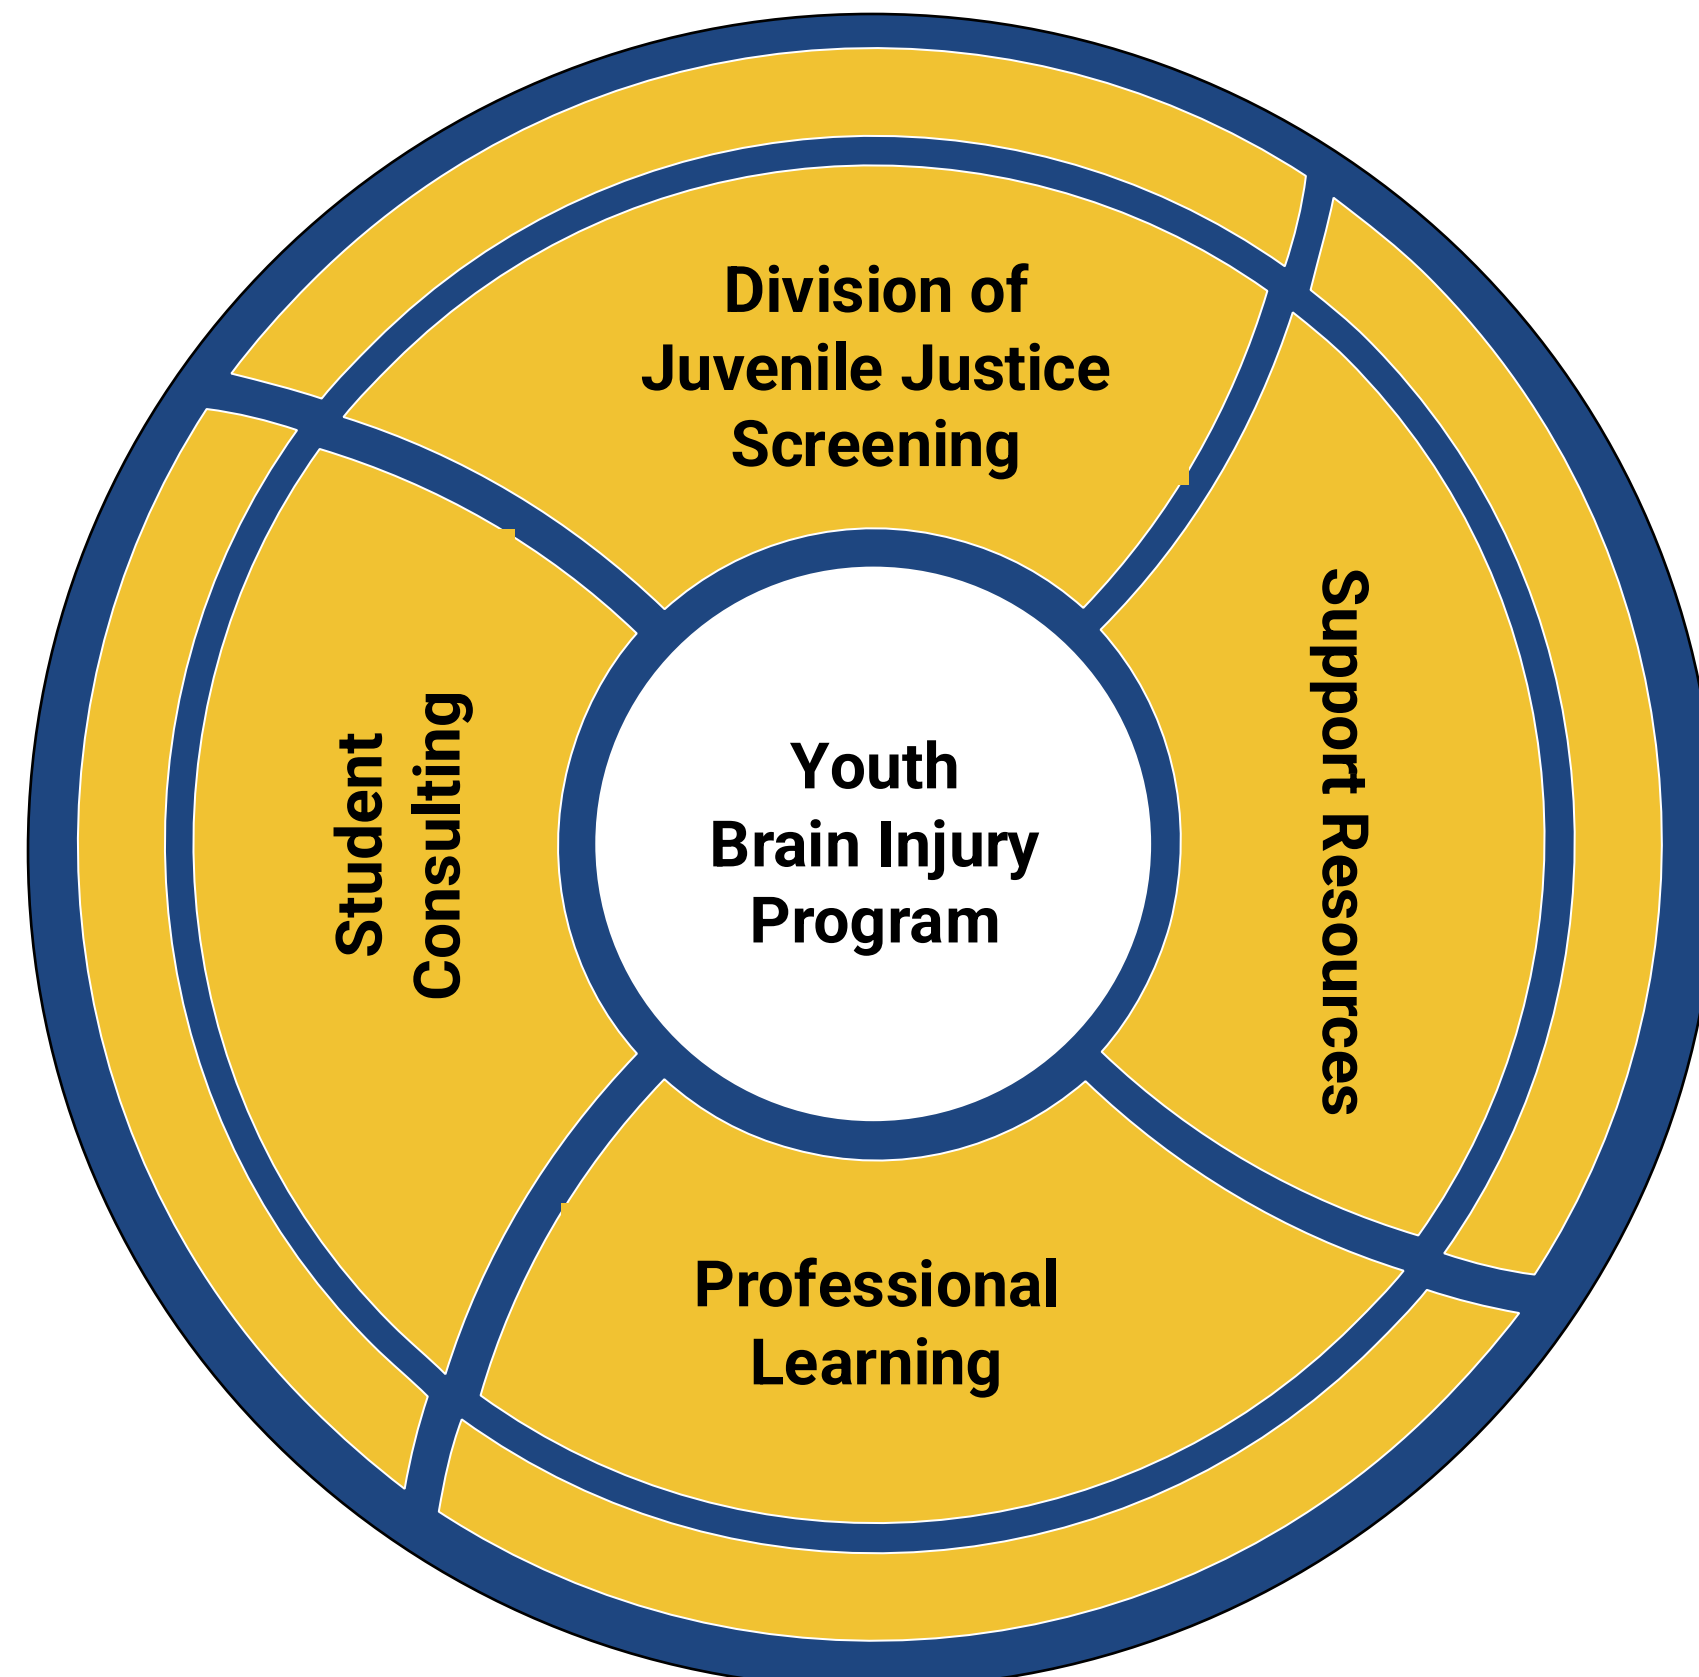 Division of
Juvenile Justice
Screening
Support Resources
Student
Consulting
Youth
Brain Injury
Program
Professional
Learning